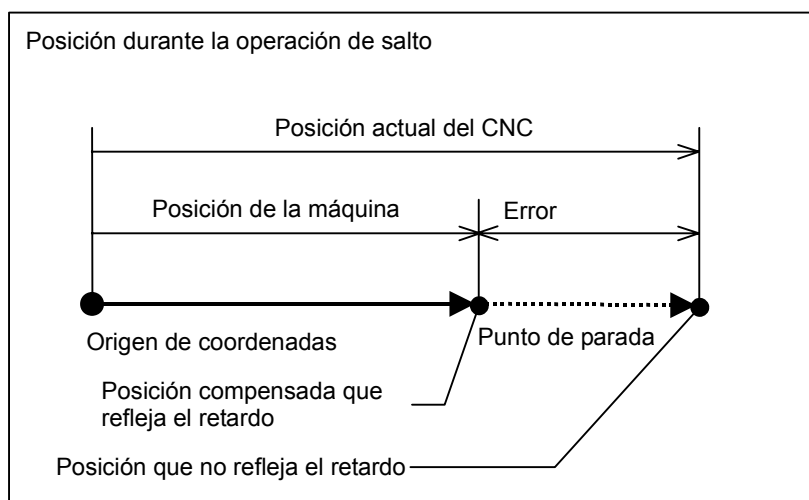 Posición durante la operación de salto
Posición actual del CNC
Posición de la máquina
Error
Origen de coordenadas
Punto de parada
Posición compensada que
refleja el retardo
Posición que no refleja el retardo